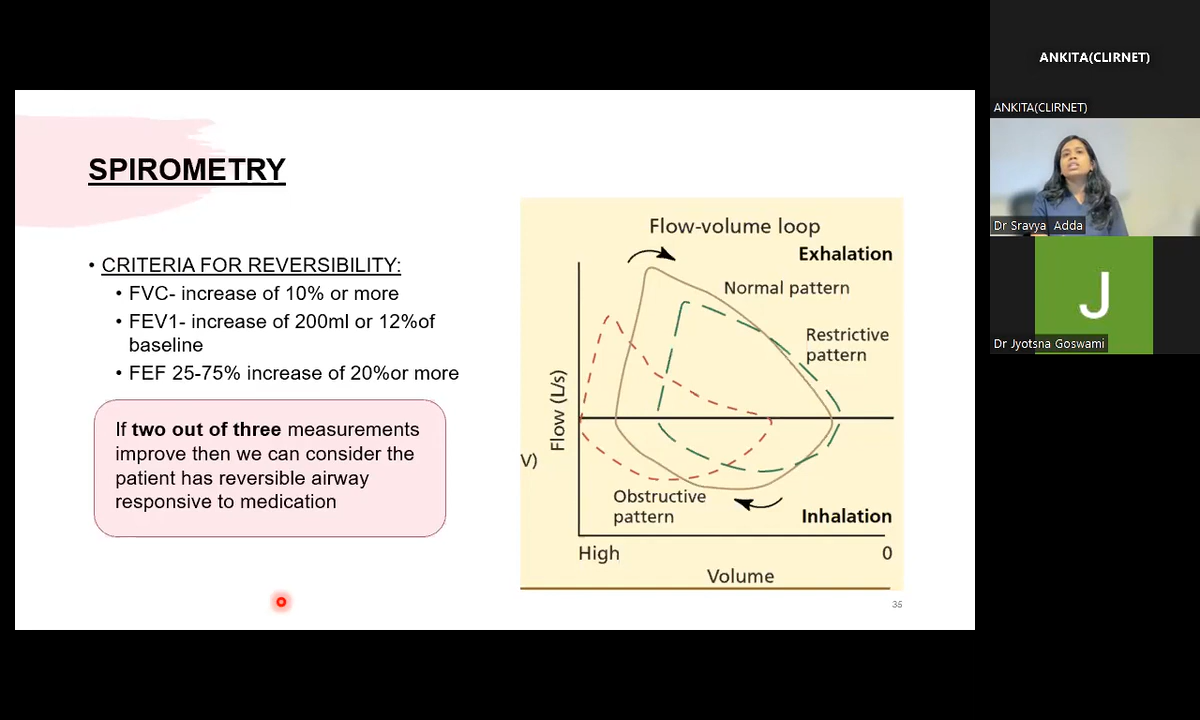 SPIROMETRY
• CRITERIA FOR REVERSIBILITY:
• FVC- increase of 10% or more
• FEV1- increase of 200ml or 12%of
baseline
• FEF 25-75% increase of 20%or more
If two out of three measurements
improve then we can consider the
patient has reversible airway
responsive to medication
Flow-volume loop
Exhalation
Normal pattern
Restrictive
pattern
Flow (L/s)
V)
Obstructive
pattern
Inhalation
High
0
Volume
35
ANKITA(CLIRNET)
ANKITA(CLIRNET)
Dr Sravya Adda
J
Dr Jyotsna Goswami